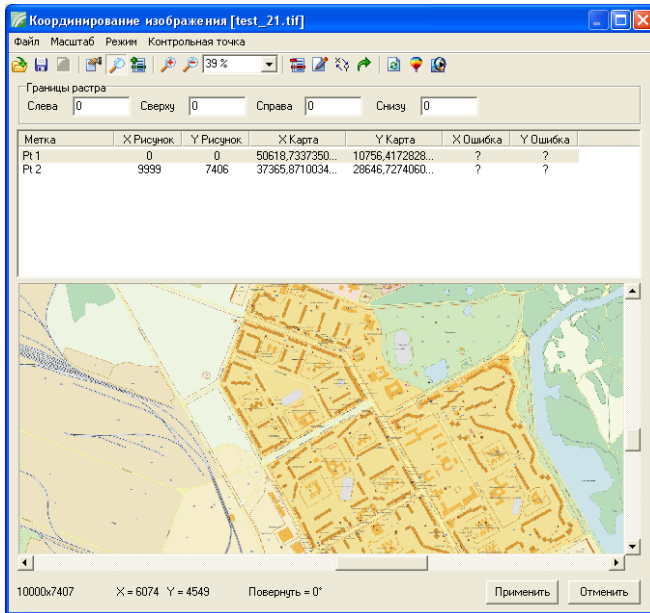 Координирование изображения [test_21.tif]
Файл Масштаб Режим Контрольная точка
39 %
Границы растра
Слева 0 Сверху 0 Справа 0 Снизу 0
Метка X Рисунок Y Рисунок X Карта Y Карта X Ошибка Y Ошибка
Pt 1 0 0 50618,7337350... 10756,4172828... ? ?
Pt 2 9999 7406 37365,8710034... 28646,7274060... ? ?
10000x7407 X = 6074 Y = 4549 Повернуть = 0° Применить Отменить